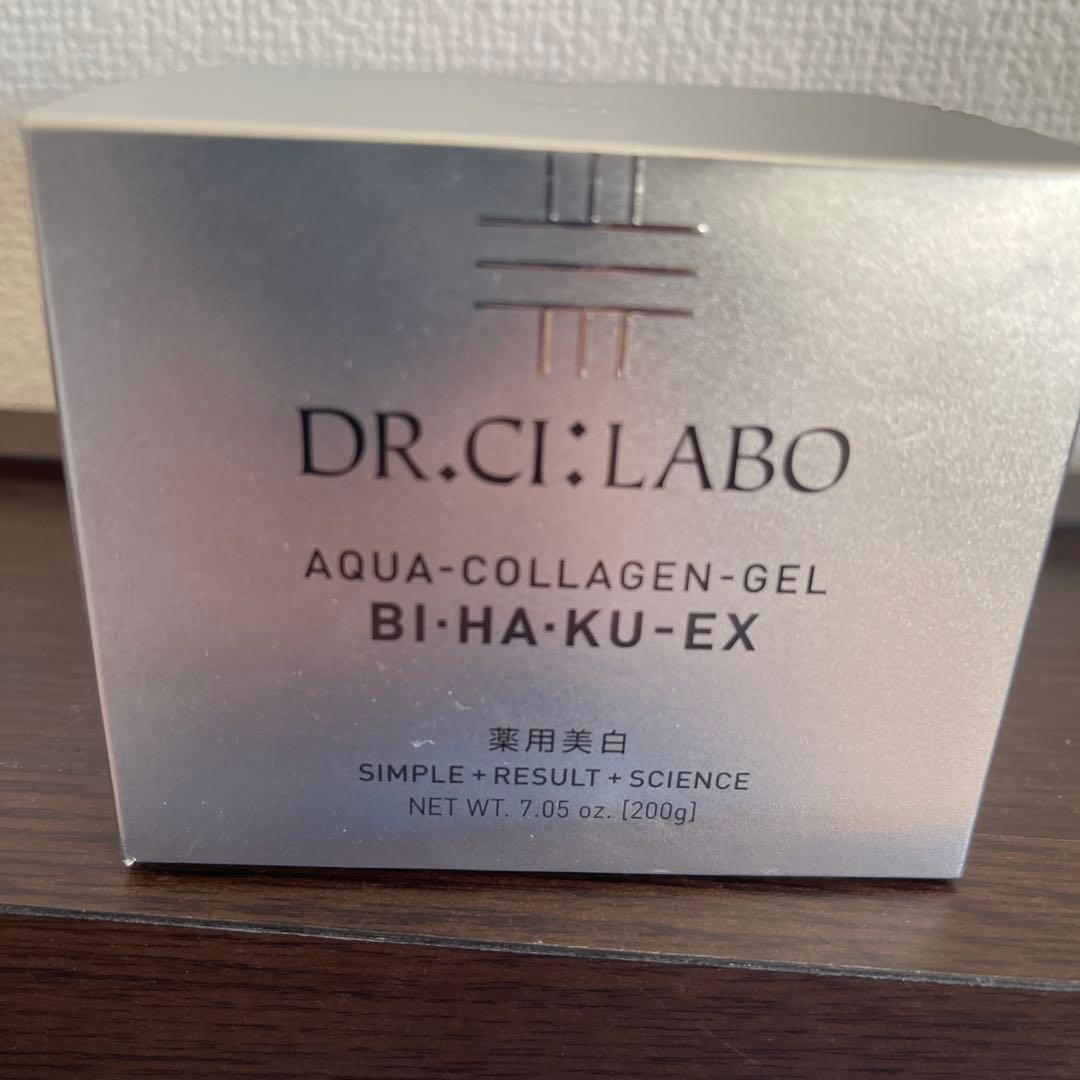 DR.CI:LABO
AQUA-COLLAGEN-GEL
BI·HA·KU-EX
薬用美白
SIMPLE + RESULT + SCIENCE
NET WT. 7.05 oz. [200g]